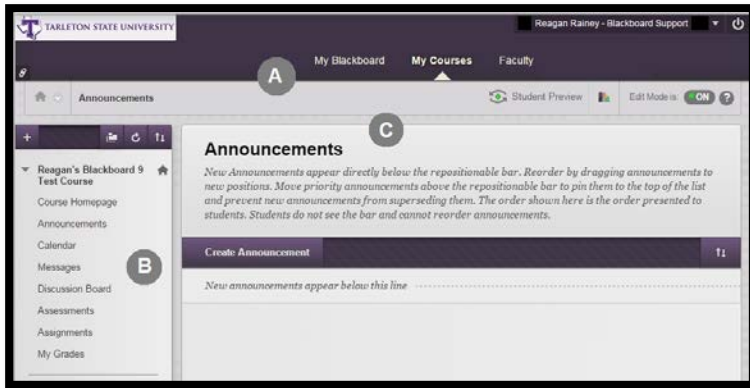 TARLETON STATE UNIVERSITY
Reagan Rainey - Blackboard Support
My Blackboard My Courses Faculty
A
Announcements
Student Preview Edit Mode is: ON ?
C
Reagan's Blackboard 9
Test Course
Course Homepage
Announcements
Calendar
Messages
Discussion Board
Assessments
Assignments
My Grades
B
Announcements
New Announcements appear directly below the repositionable bar. Reorder by dragging announcements to
new positions. Move priority announcements above the repositionable bar to pin them to the top of the list
and prevent new announcements from superseding them. The order shown here is the order presented to
students. Students do not see the bar and cannot reorder announcements.
Create Announcement
New announcements appear below this line